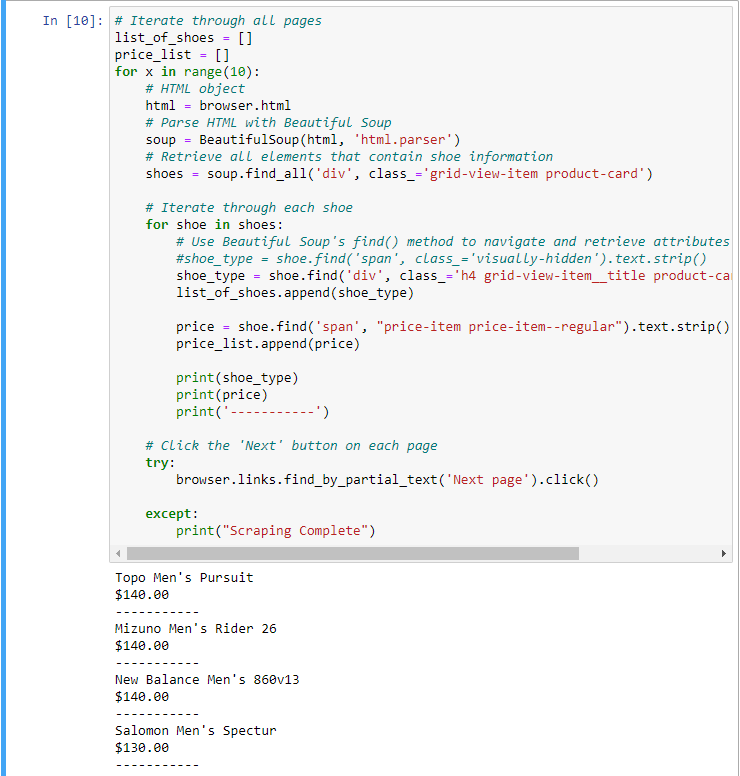 In [10]:
# Iterate through all pages
list_of_shoes = []
price_list = []
for x in range(10):
    # HTML object
    html = browser.html
    # Parse HTML with Beautiful Soup
    soup = BeautifulSoup(html, 'html.parser')
    # Retrieve all elements that contain shoe information
    shoes = soup.find_all('div', class_='grid-view-item product-card')

    # Iterate through each shoe
    for shoe in shoes:
        # Use Beautiful Soup's find() method to navigate and retrieve attributes
        #shoe_type = shoe.find('span', class_='visually-hidden').text.strip()
        shoe_type = shoe.find('div', class_='h4 grid-view-item__title product-ca
        list_of_shoes.append(shoe_type)

        price = shoe.find('span', "price-item price-item--regular").text.strip()
        price_list.append(price)

        print(shoe_type)
        print(price)
        print('-----------')

    # Click the 'Next' button on each page
    try:
        browser.links.find_by_partial_text('Next page').click()

    except:
        print("Scraping Complete")
Topo Men's Pursuit
$140.00
-----------
Mizuno Men's Rider 26
$140.00
-----------
New Balance Men's 860v13
$140.00
-----------
Salomon Men's Spectur
$130.00
-----------